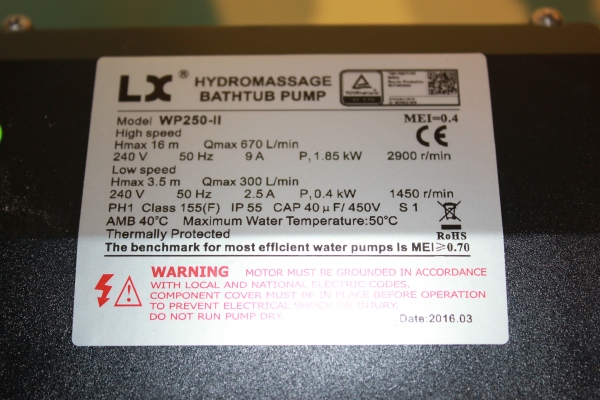 LX ® HYDROMASSAGE
BATHTUB PUMP
Model WP250-II MEI=0.4
High speed
Hmax 16 m Qmax 670 L/min
240 V 50 Hz 9 A P₂ 1.85 kW 2900 r/min
Low speed
Hmax 3.5 m Qmax 300 L/min
240 V 50 Hz 2.5 A P₂ 0.4 kW 1450 r/min
PH1 Class 155(F) IP 55 CAP 40 µF/ 450V S 1
AMB 40°C Maximum Water Temperature:50°C
Thermally Protected RoHS
The benchmark for most efficient water pumps is MEI≥0.70
WARNING MOTOR MUST BE GROUNDED IN ACCORDANCE
WITH LOCAL AND NATIONAL ELECTRIC CODES.
COMPONENT COVER MUST BE IN PLACE BEFORE OPERATION
TO PREVENT ELECTRICAL SHOCK OR INJURY.
DO NOT RUN PUMP DRY.
Date:2016.03